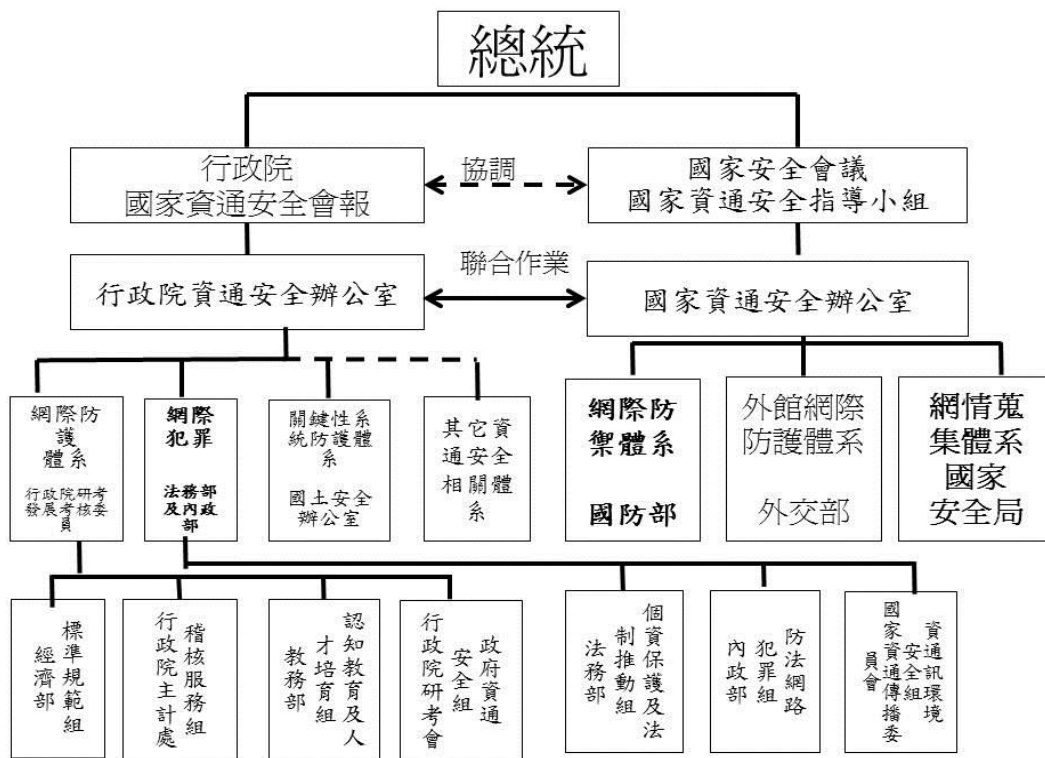 總統
行政院
國家資通安全會報
協調
國家安全會議
國家資通安全指導小組
行政院資通安全辦公室
聯合作業
國家資通安全辦公室
網際防
護
體系
行政院研考
發展考核委
員
網際
犯罪
法務部
及內政
部
關鍵性系
統防護體
系
國土安全
辦公室
其它資
通安全
相關體
系
網際防
禦體系
國防部
外館網際
防護體系
外交部
網情蒐
集體系
國家
安全局
標準規範組
經濟部
稽核服務組
行政院主計處
認知教育及人
才培育組
教務部
政府資通
安全組
行政院研考會
個資保護及法
制推動組
法務部
防法網路
犯罪組
內政部
資通訊環境
安全組
國家資通傳播委
員會